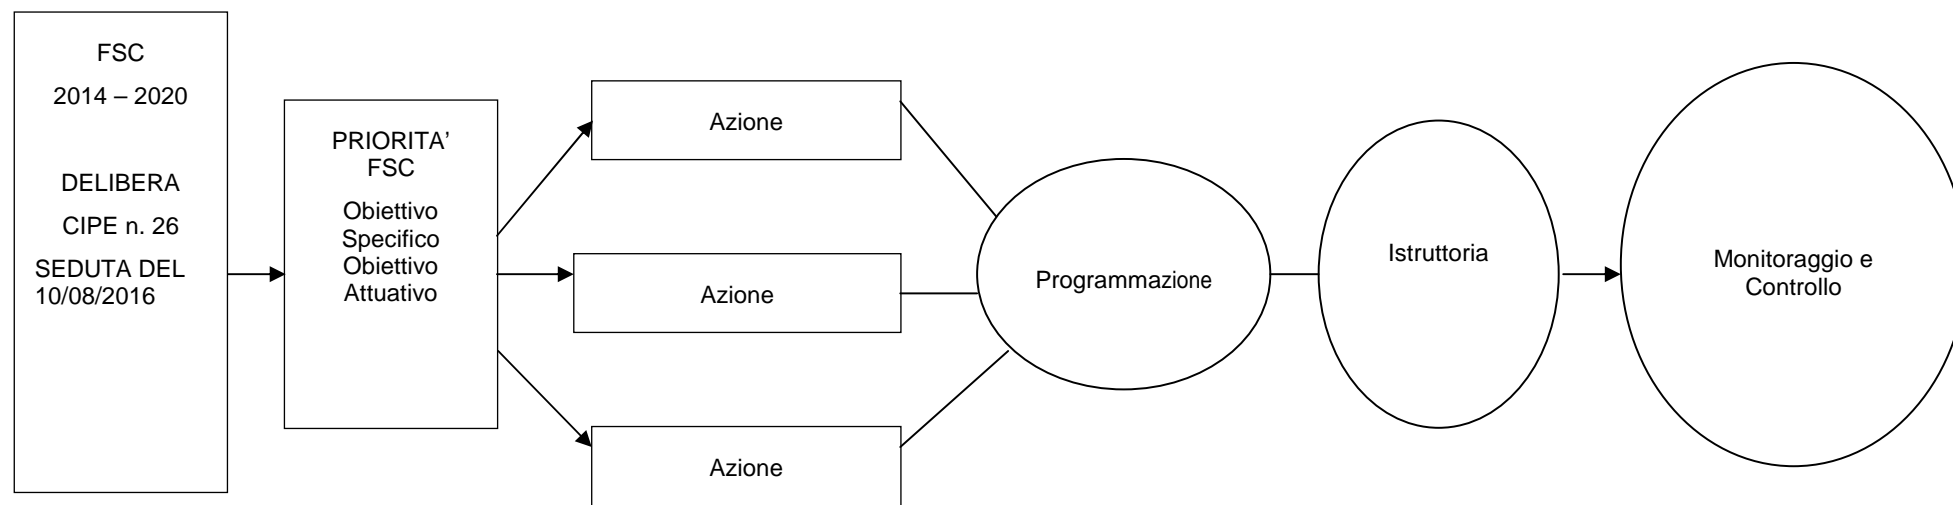 FSC
2014 – 2020
DELIBERA
CIPE n. 26
SEDUTA DEL
10/08/2016
PRIORITA’
FSC
Obiettivo
Specifico
Obiettivo
Attuativo
Azione
Azione
Azione
Programmazione
Istruttoria
Monitoraggio e
Controllo